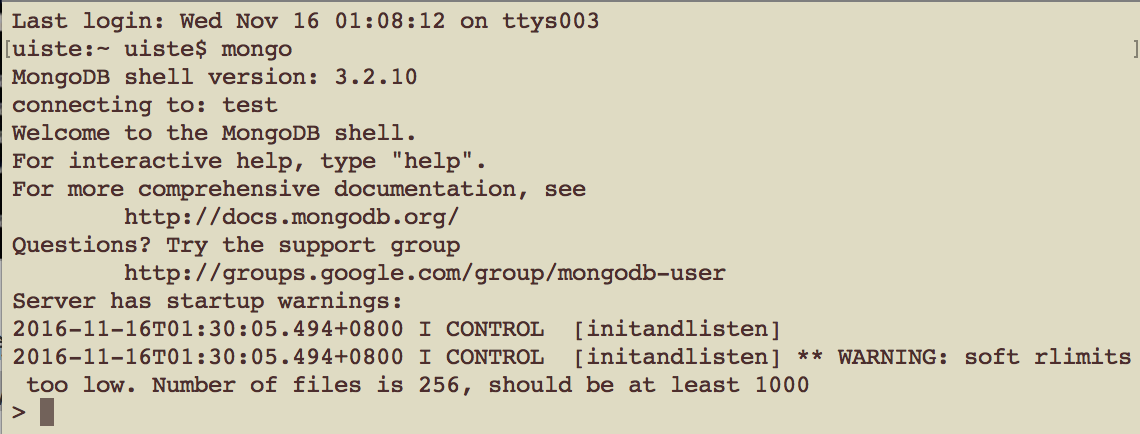 Last login: Wed Nov 16 01:08:12 on ttys003
[uiste:~ uiste$ mongo ]
MongoDB shell version: 3.2.10
connecting to: test
Welcome to the MongoDB shell.
For interactive help, type "help".
For more comprehensive documentation, see
        http://docs.mongodb.org/
Questions? Try the support group
        http://groups.google.com/group/mongodb-user
Server has startup warnings:
2016-11-16T01:30:05.494+0800 I CONTROL  [initandlisten]
2016-11-16T01:30:05.494+0800 I CONTROL  [initandlisten] ** WARNING: soft rlimits
 too low. Number of files is 256, should be at least 1000
>